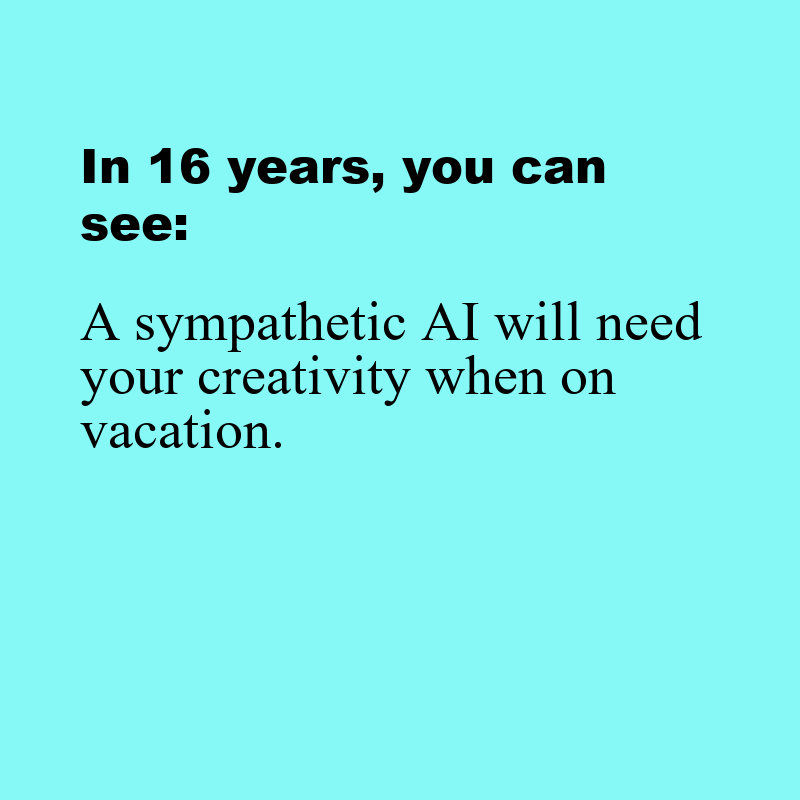 In 16 years, you can
see:
A sympathetic AI will need
your creativity when on
vacation.